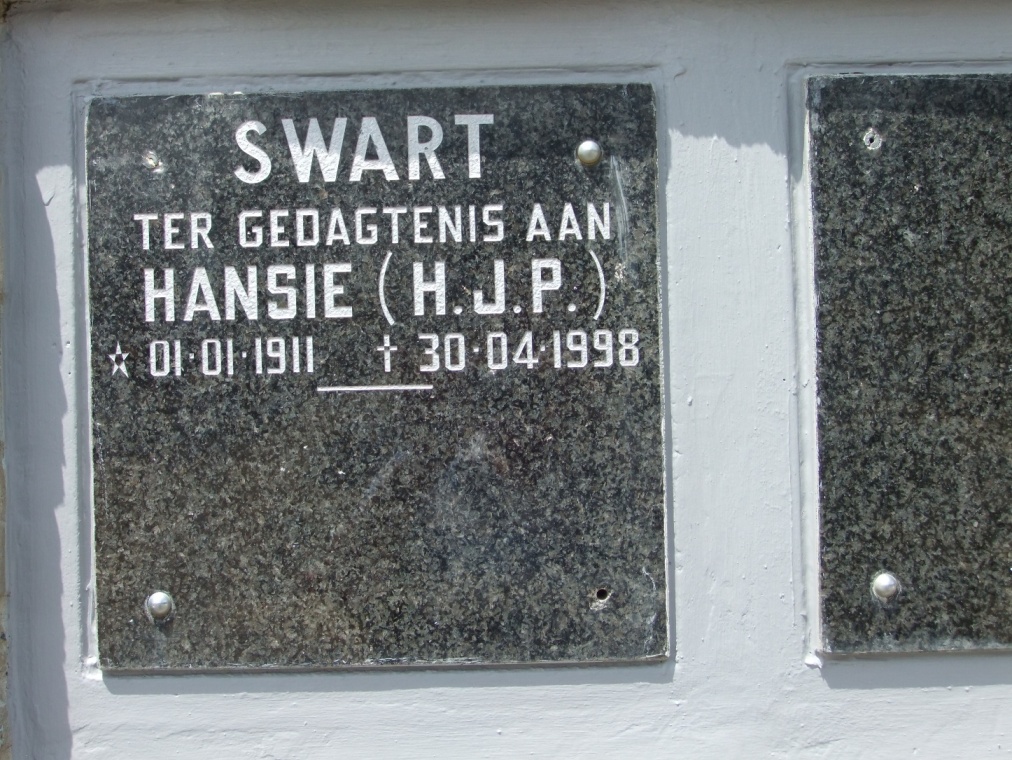 SWART
TER GEDAGTENIS AAN
HANSIE (H.J.P.)
☆ 01·01·1911 † 30·04·1998